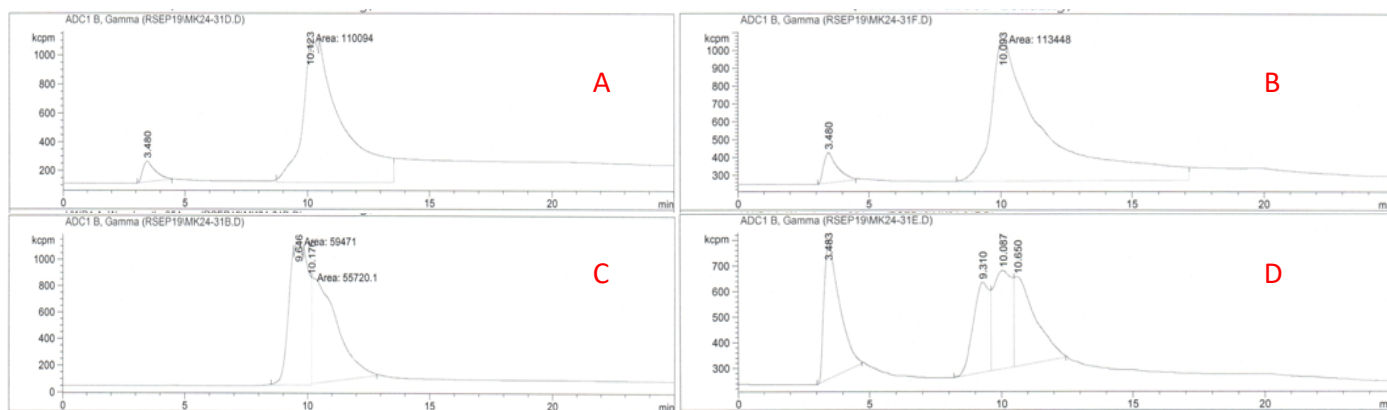 ADC1 B, Gamma (RSEP19\MK24-31D.D)
kcpm
1000
800
600
400
200
3.480
10.123
Area: 110094
A
0
5
10
15
20
min
ADC1 B, Gamma (RSEP19\MK24-31F.D)
kcpm
1000
900
800
700
600
500
400
300
3.480
10.093
Area: 113448
B
0
5
10
15
20
m
ADC1 B, Gamma (RSEP19\MK24-31B.D)
kcpm
1000
800
600
400
200
0
9.646
Area: 59471
10.176
Area: 55720.1
C
0
5
10
15
20
min
ADC1 B, Gamma (RSEP19\MK24-31E.D)
kcpm
700
600
500
400
300
3.483
9.310
10.087
10.650
D
0
5
10
15
20
m